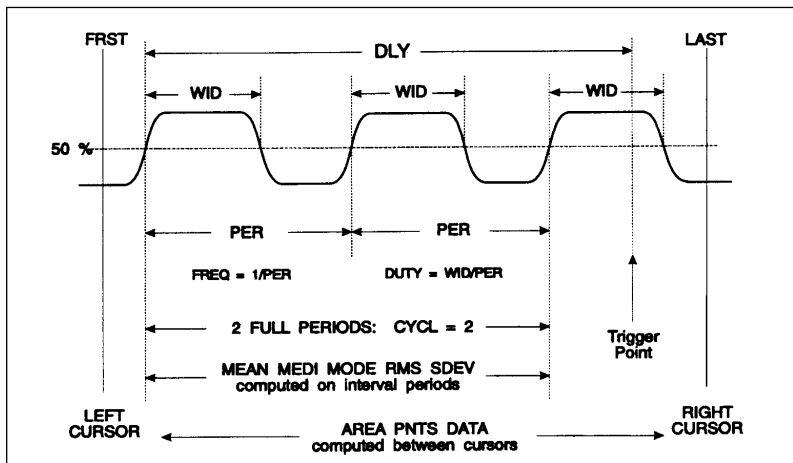 FRST
DLY
LAST
WID
WID
WID
50 %
PER
PER
FREQ = 1/PER
DUTY = WID/PER
2 FULL PERIODS: CYCL = 2
Trigger
Point
MEAN MEDI MODE RMS SDEV
computed on interval periods
LEFT
CURSOR
AREA PNTS DATA
computed between cursors
RIGHT
CURSOR